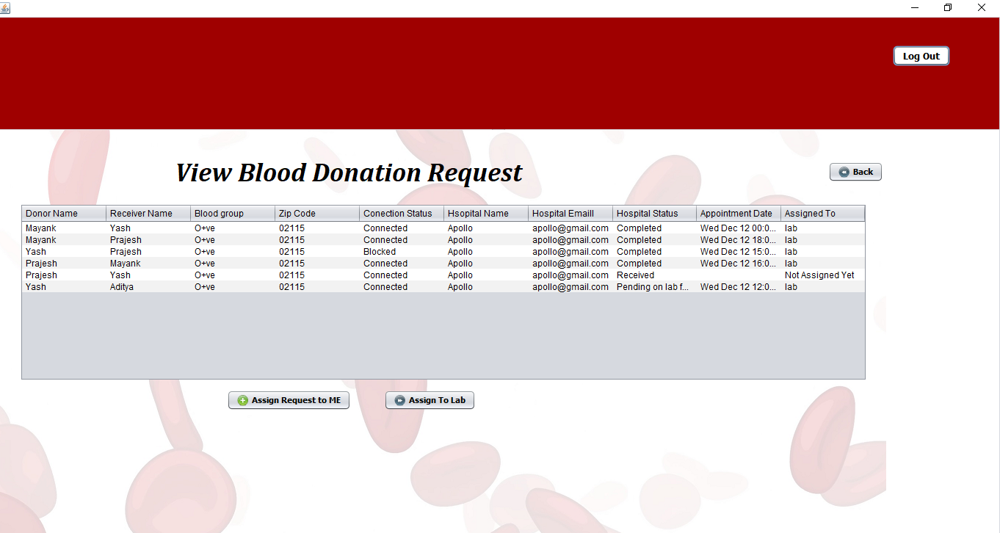 Log Out
View Blood Donation Request
Back
Donor Name Receiver Name Blood group Zip Code Conection Status Hsopital Name Hospital Emaill Hospital Status Appointment Date Assigned To
Mayank Yash O+ve 02115 Connected Apollo apollo@gmail.com Completed Wed Dec 12 00:0... lab
Mayank Prajesh O+ve 02115 Connected Apollo apollo@gmail.com Completed Wed Dec 12 18:0... lab
Yash Prajesh O+ve 02115 Blocked Apollo apollo@gmail.com Completed Wed Dec 12 15:0... lab
Prajesh Mayank O+ve 02115 Connected Apollo apollo@gmail.com Completed Wed Dec 12 16:0... lab
Prajesh Yash O+ve 02115 Connected Apollo apollo@gmail.com Received Not Assigned Yet
Yash Aditya O+ve 02115 Connected Apollo apollo@gmail.com Pending on lab f... Wed Dec 12 12:0... lab
Assign Request to ME Assign To Lab